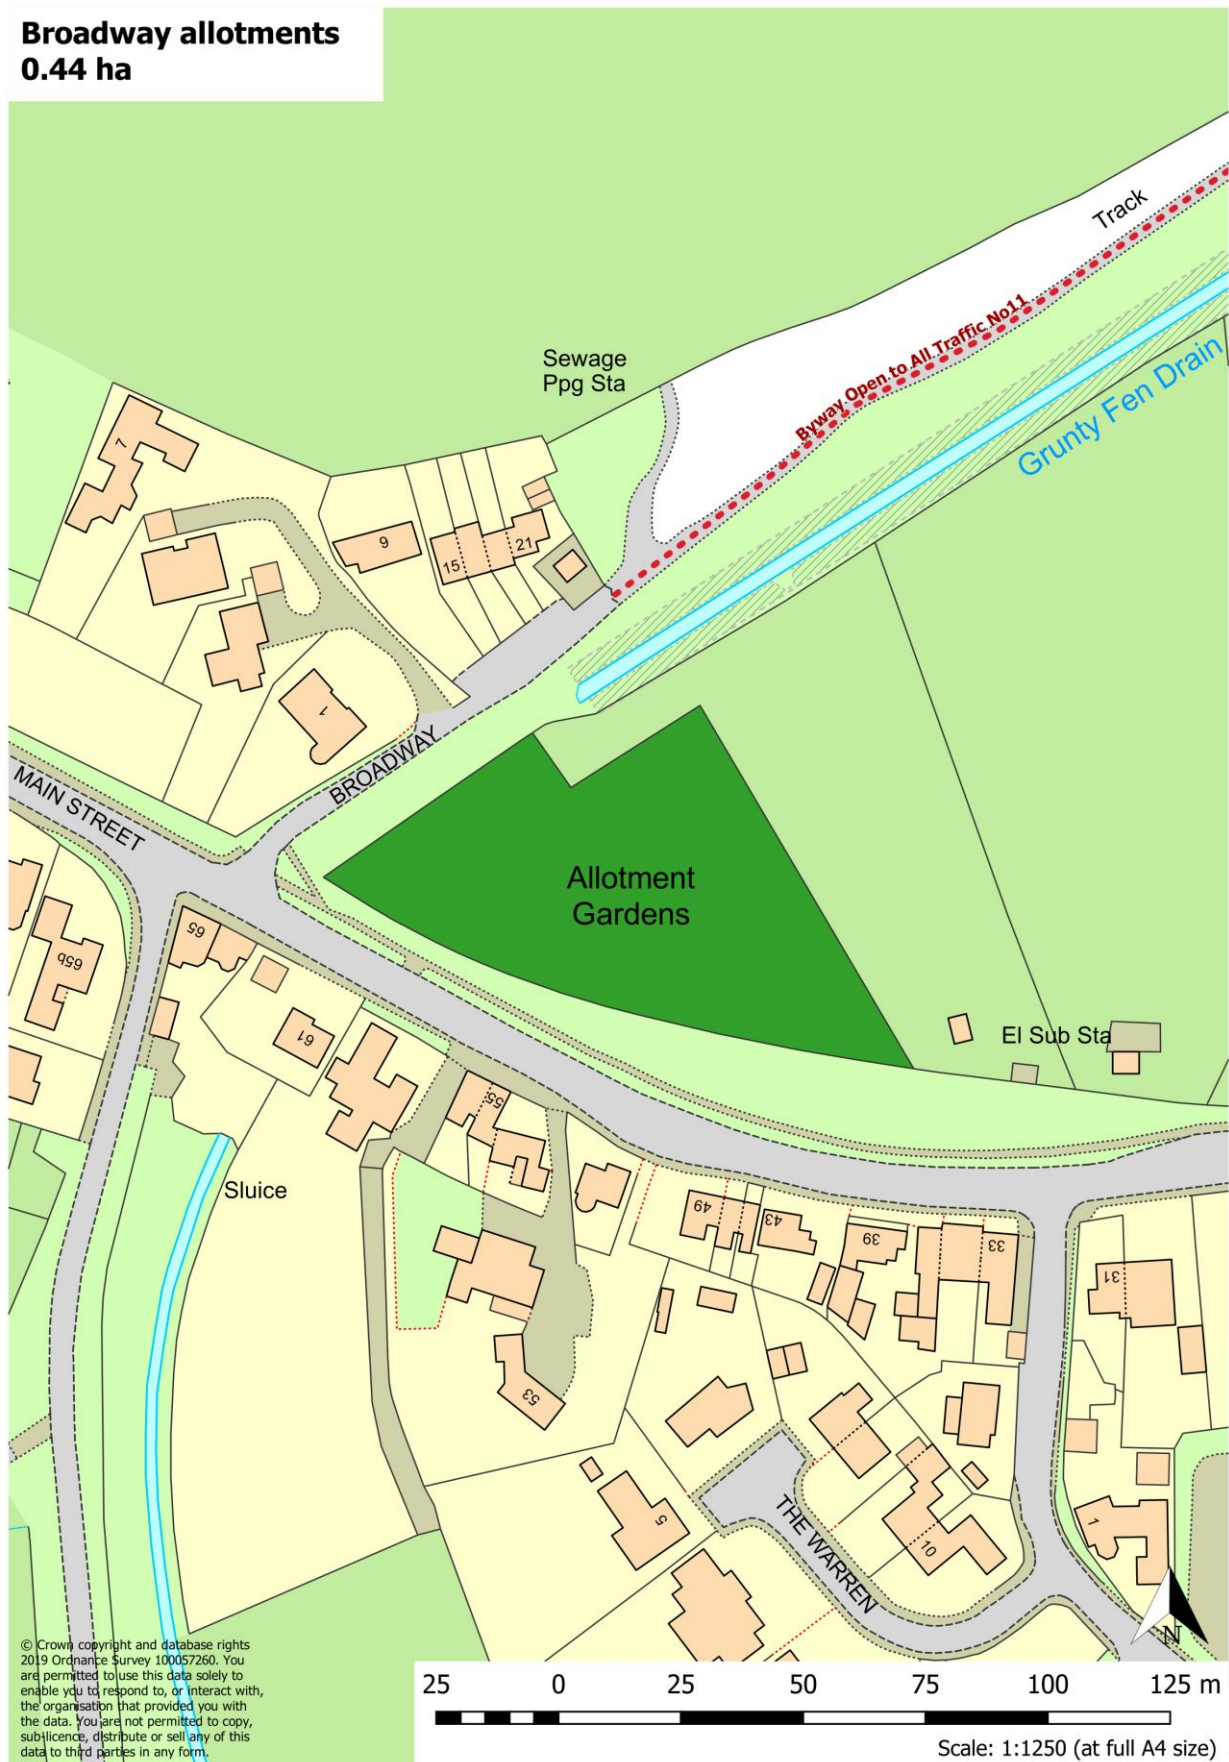 Broadway allotments
0.44 ha
Track
Byway Open to All Traffic No11
Sewage
Ppg Sta
Grunty Fen Drain
7
9
15
21
1
BROADWAY
MAIN STREET
Allotment
Gardens
65
65b
61
El Sub Sta
55
Sluice
49
43
39
33
31
53
5
THE WARREN
10
1
N
© Crown copyright and database rights
2019 Ordnance Survey 100057260. You
are permitted to use this data solely to
enable you to respond to, or interact with,
the organisation that provided you with
the data. You are not permitted to copy,
sub-licence, distribute or sell any of this
data to third parties in any form.
25 0 25 50 75 100 125 m
Scale: 1:1250 (at full A4 size)